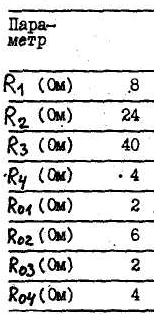 Пара-
метр
R1 (Ом) 8
R2 (Ом) 24
R3 (Ом) 40
R4 (Ом) 4
R01 (Ом) 2
R02 (Ом) 6
R03 (Ом) 2
R04 (Ом) 4